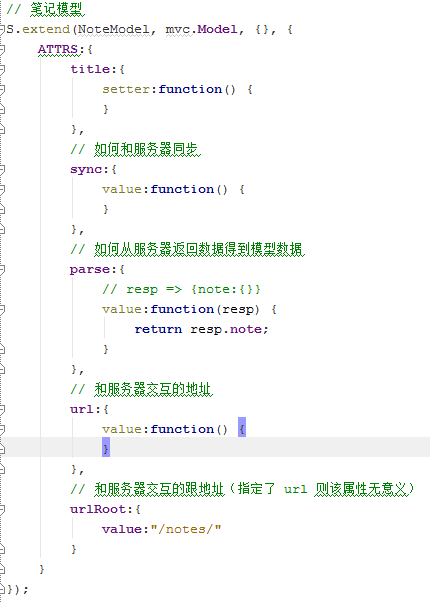 // 笔记模型
S.extend(NoteModel, mvc.Model, {}, {
    ATTRS:{
        title:{
            setter:function() {
            }
        },
        // 如何和服务器同步
        sync:{
            value:function() {
            }
        },
        // 如何从服务器返回数据得到模型数据
        parse:{
            // resp => {note:{}}
            value:function(resp) {
                return resp.note;
            }
        },
        // 和服务器交互的地址
        url:{
            value:function() {
            }
        },
        // 和服务器交互的跟地址（指定了 url 则该属性无意义）
        urlRoot:{
            value:"/notes/"
        }
    }
});